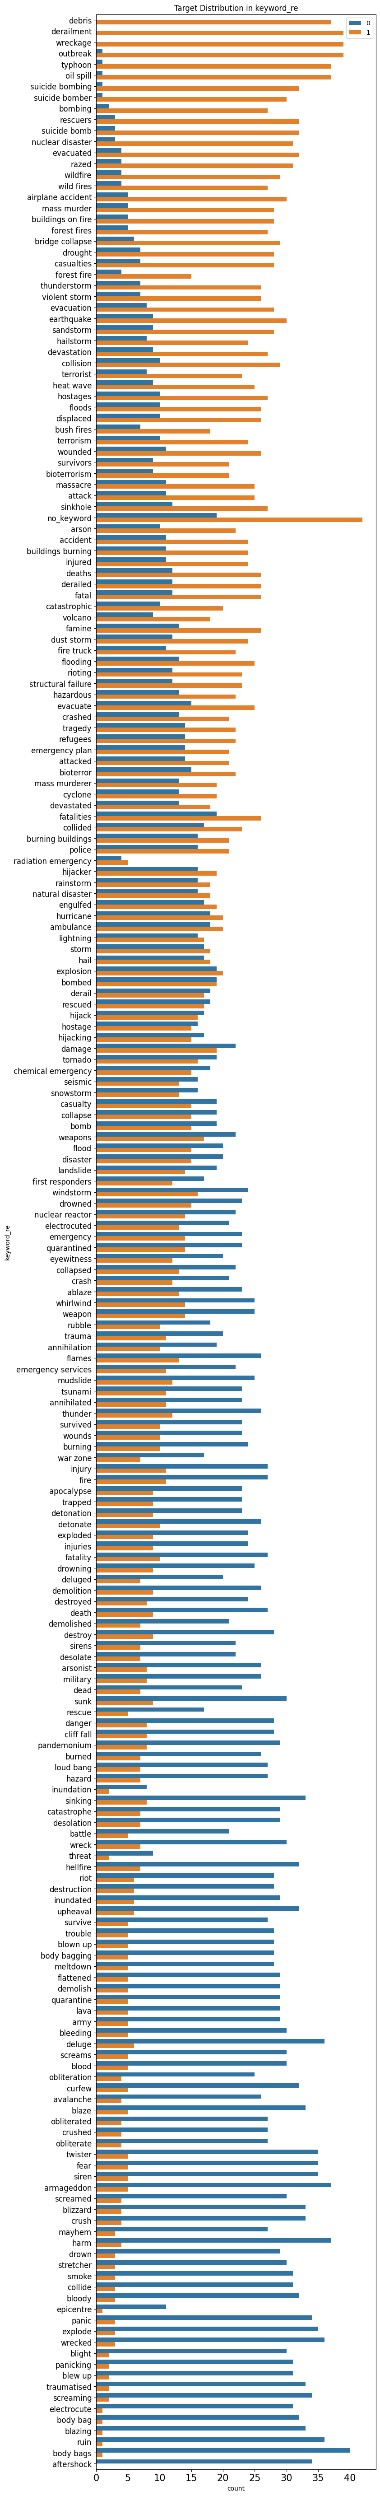 Target Distribution in keyword_re
0
1
debris
derailment
wreckage
outbreak
typhoon
oil spill
suicide bombing
suicide bomber
bombing
rescuers
suicide bomb
nuclear disaster
evacuated
razed
wildfire
wild fires
airplane accident
mass murder
buildings on fire
forest fires
bridge collapse
drought
casualties
forest fire
thunderstorm
violent storm
evacuation
earthquake
sandstorm
hailstorm
devastation
collision
terrorist
heat wave
hostages
floods
displaced
bush fires
terrorism
wounded
survivors
bioterrorism
massacre
attack
sinkhole
no_keyword
arson
accident
buildings burning
injured
deaths
derailed
fatal
catastrophic
volcano
famine
dust storm
fire truck
flooding
rioting
structural failure
hazardous
evacuate
crashed
tragedy
refugees
emergency plan
attacked
bioterror
mass murderer
cyclone
devastated
fatalities
collided
burning buildings
police
radiation emergency
hijacker
rainstorm
natural disaster
engulfed
hurricane
ambulance
lightning
storm
hail
explosion
bombed
derail
rescued
hijack
hostage
hijacking
damage
tornado
chemical emergency
seismic
snowstorm
casualty
collapse
bomb
weapons
flood
disaster
landslide
first responders
windstorm
drowned
nuclear reactor
electrocuted
emergency
quarantined
eyewitness
collapsed
crash
ablaze
whirlwind
weapon
rubble
trauma
annihilation
flames
emergency services
mudslide
tsunami
annihilated
thunder
survived
wounds
burning
war zone
injury
fire
apocalypse
trapped
detonation
detonate
exploded
injuries
fatality
drowning
deluged
demolition
destroyed
death
demolished
destroy
sirens
desolate
arsonist
military
dead
sunk
rescue
danger
cliff fall
pandemonium
burned
loud bang
hazard
inundation
sinking
catastrophe
desolation
battle
wreck
threat
hellfire
riot
destruction
inundated
upheaval
survive
trouble
blown up
body bagging
meltdown
flattened
demolish
quarantine
lava
army
bleeding
deluge
screams
blood
obliteration
curfew
avalanche
blaze
obliterated
crushed
obliterate
twister
fear
siren
armageddon
screamed
blizzard
crush
mayhem
harm
drown
stretcher
smoke
collide
bloody
epicentre
panic
explode
wrecked
blight
panicking
blew up
traumatised
screaming
electrocute
body bag
blazing
ruin
body bags
aftershock
keyword_re
0 5 10 15 20 25 30 35 40
count